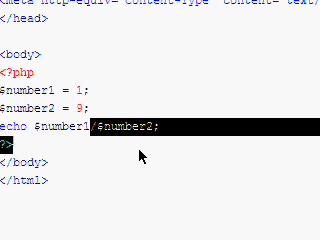 <meta http-equiv="Content-Type" content="text/
</head>
<body>
<?php
$number1 = 1;
$number2 = 9;
echo $number1/$number2;
?>
</body>
</html>